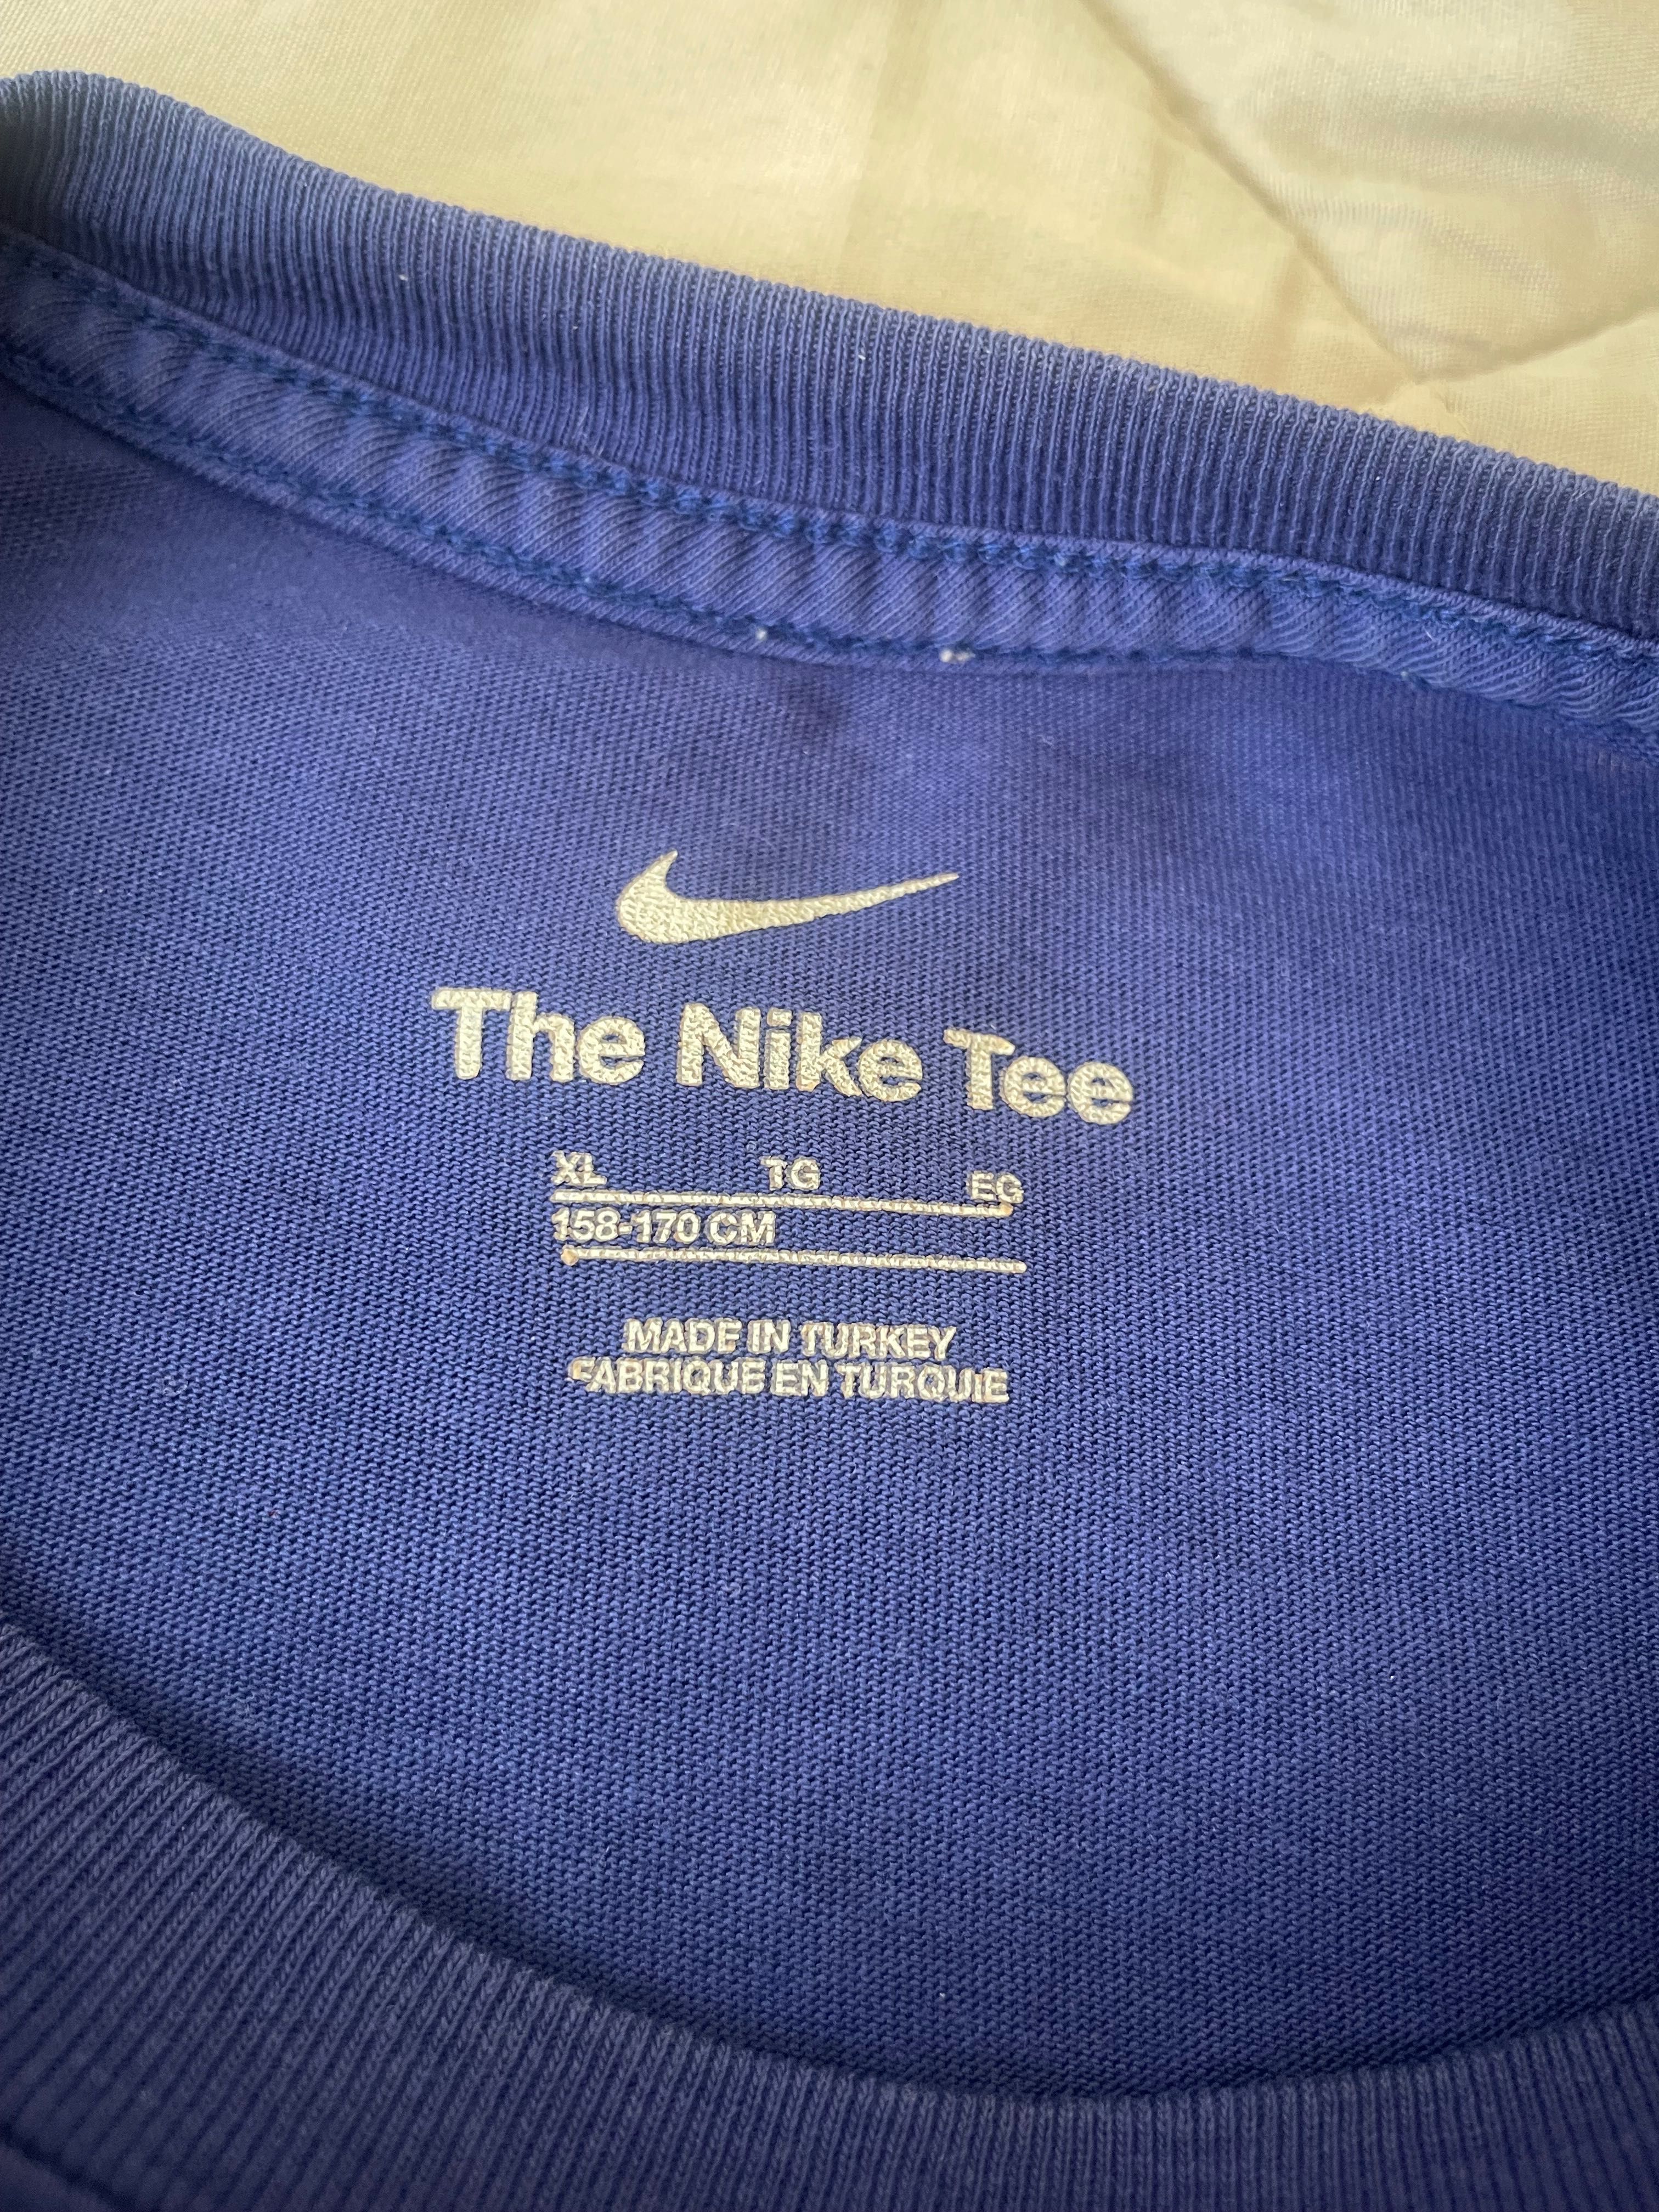 The Nike Tee
XL TG EG
158-170 CM
MADE IN TURKEY
FABRIQUE EN TURQUIE